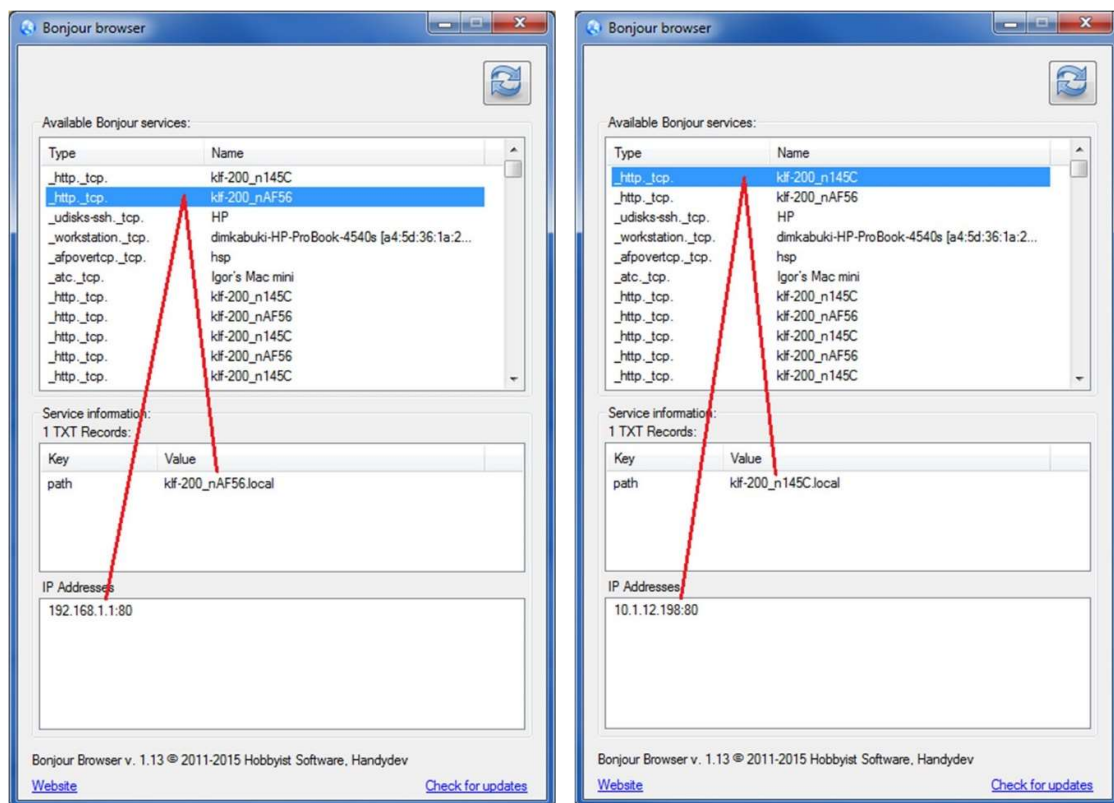 Bonjour browser
Available Bonjour services:
Type Name
_http._tcp. klf-200_n145C
_http._tcp. klf-200_nAF56
_udisks-ssh._tcp. HP
_workstation._tcp. dimkabuki-HP-ProBook-4540s [a4:5d:36:1a:2...
_afpovertcp._tcp. hsp
_atc._tcp. Igor's Mac mini
_http._tcp. klf-200_n145C
_http._tcp. klf-200_nAF56
_http._tcp. klf-200_n145C
_http._tcp. klf-200_nAF56
_http._tcp. klf-200_n145C
Service information:
1 TXT Records:
Key Value
path klf-200_nAF56.local
IP Addresses
192.168.1.1:80
Bonjour Browser v. 1.13 © 2011-2015 Hobbyist Software, Handydev
Website Check for updates
Bonjour browser
Available Bonjour services:
Type Name
_http._tcp. klf-200_n145C
_http._tcp. klf-200_nAF56
_udisks-ssh._tcp. HP
_workstation._tcp. dimkabuki-HP-ProBook-4540s [a4:5d:36:1a:2...
_afpovertcp._tcp. hsp
_atc._tcp. Igor's Mac mini
_http._tcp. klf-200_n145C
_http._tcp. klf-200_nAF56
_http._tcp. klf-200_n145C
_http._tcp. klf-200_nAF56
_http._tcp. klf-200_n145C
Service information:
1 TXT Records:
Key Value
path klf-200_n145C.local
IP Addresses
10.1.12.198:80
Bonjour Browser v. 1.13 © 2011-2015 Hobbyist Software, Handydev
Website Check for updates